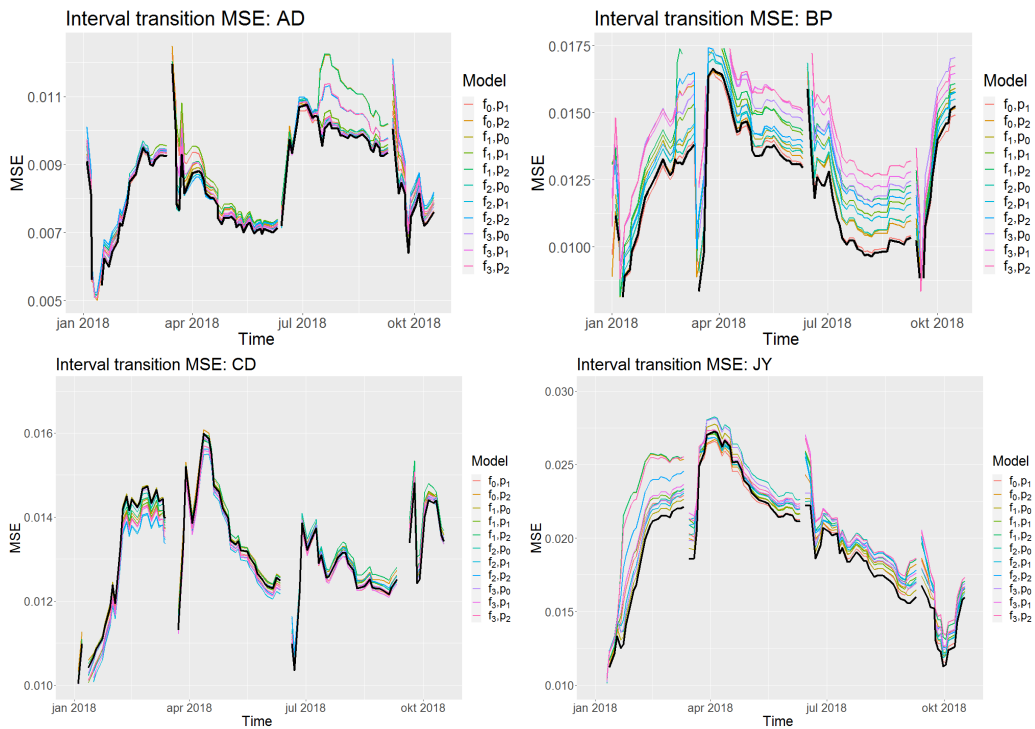 Interval transition MSE: AD
MSE
0.011
0.009
0.007
0.005
jan 2018 apr 2018 jul 2018 okt 2018
Time
Model
f0,p1
f0,p2
f1,p0
f1,p1
f1,p2
f2,p0
f2,p1
f2,p2
f3,p0
f3,p1
f3,p2
Interval transition MSE: BP
MSE
0.0175
0.0150
0.0125
0.0100
jan 2018 apr 2018 jul 2018 okt 2018
Time
Model
f0,p1
f0,p2
f1,p0
f1,p1
f1,p2
f2,p0
f2,p1
f2,p2
f3,p0
f3,p1
f3,p2
Interval transition MSE: CD
MSE
0.016
0.014
0.012
0.010
jan 2018 apr 2018 jul 2018 okt 2018
Time
Model
f0,p1
f0,p2
f1,p0
f1,p1
f1,p2
f2,p0
f2,p1
f2,p2
f3,p0
f3,p1
f3,p2
Interval transition MSE: JY
MSE
0.030
0.025
0.020
0.015
0.010
jan 2018 apr 2018 jul 2018 okt 2018
Time
Model
f0,p1
f0,p2
f1,p0
f1,p1
f1,p2
f2,p0
f2,p1
f2,p2
f3,p0
f3,p1
f3,p2